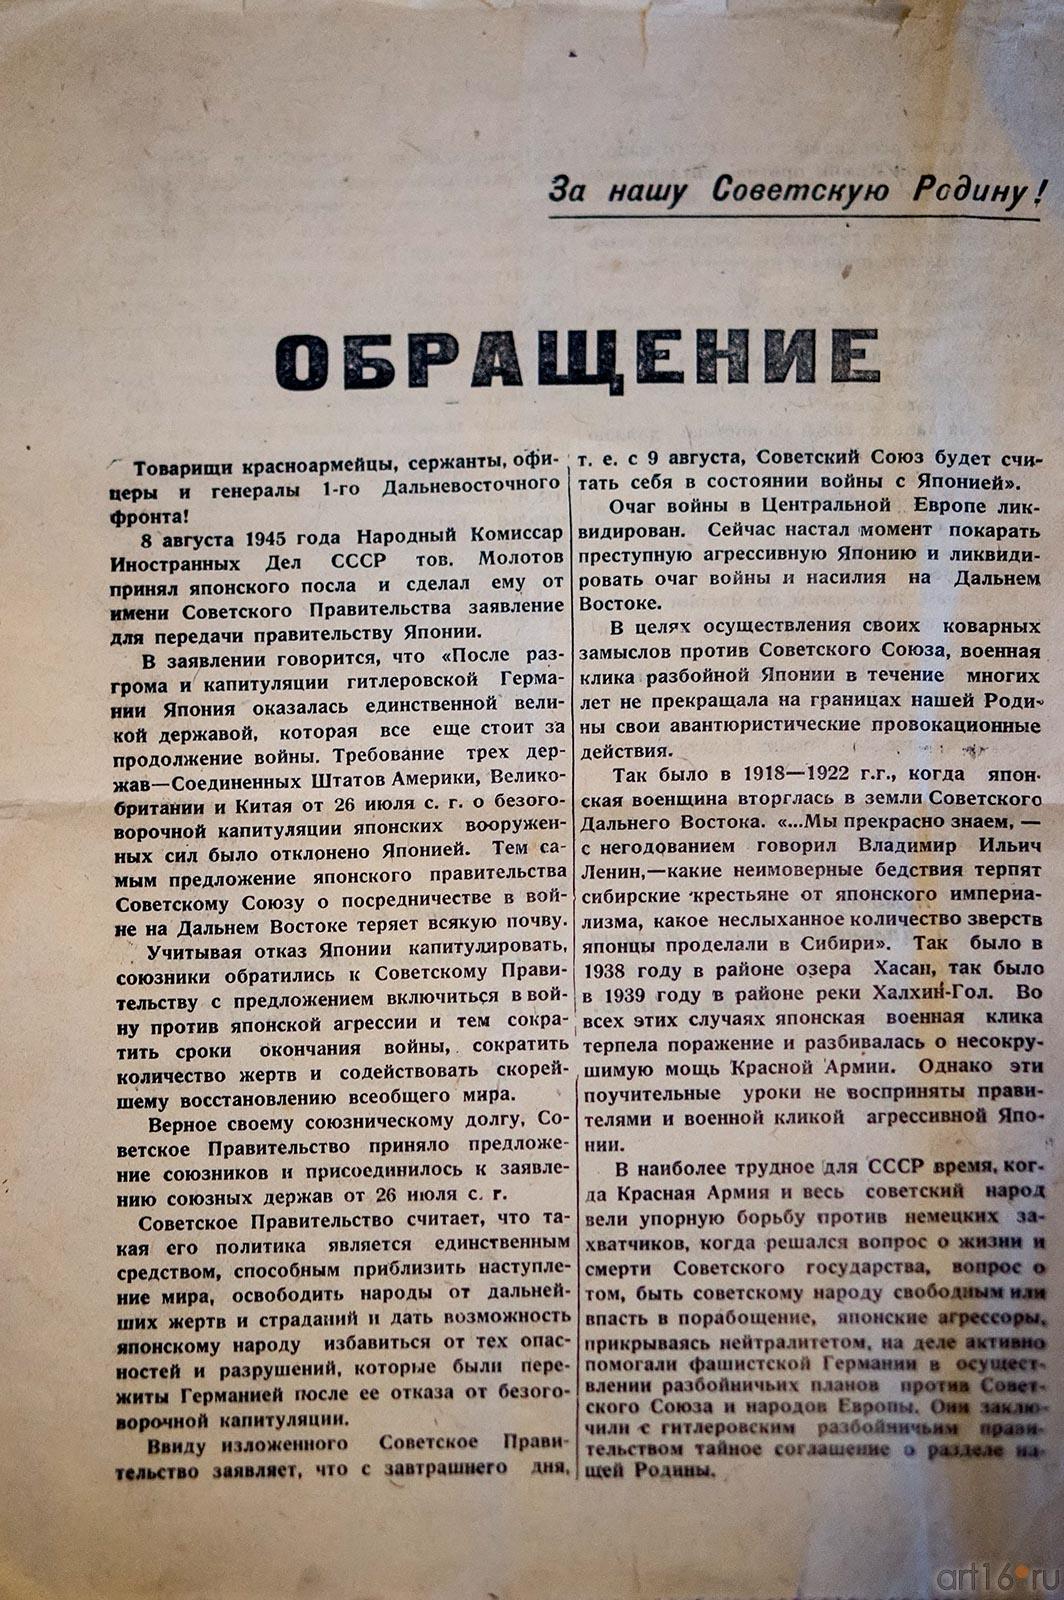 За нашу Советскую Родину!
ОБРАЩЕНИЕ
Товарищи красноармейцы, сержанты, офи-
церы и генералы 1-го Дальневосточного
фронта!
8 августа 1945 года Народный Комиссар
Иностранных Дел СССР тов. Молотов
принял японского посла и сделал ему от
имени Советского Правительства заявление
для передачи правительству Японии.
В заявлении говорится, что «После раз-
грома и капитуляции гитлеровской Герма-
нии Япония оказалась единственной вели-
кой державой, которая все еще стоит за
продолжение войны. Требование трех дер-
жав—Соединенных Штатов Америки, Велико-
британии и Китая от 26 июля с. г. о безого-
ворочной капитуляции японских вооружен-
ных сил было отклонено Японией. Тем са-
мым предложение японского правительства
Советскому Союзу о посредничестве в вой-
не на Дальнем Востоке теряет всякую почву.
Учитывая отказ Японии капитулировать,
союзники обратились к Советскому Прави-
тельству с предложением включиться в вой-
ну против японской агрессии и тем сокра-
тить сроки окончания войны, сократить
количество жертв и содействовать скорей-
шему восстановлению всеобщего мира.
Верное своему союзническому долгу, Со-
ветское Правительство приняло предложе-
ние союзников и присоединилось к заявле-
нию союзных держав от 26 июля с. г.
Советское Правительство считает, что та-
кая его политика является единственным
средством, способным приблизить наступле-
ние мира, освободить народы от дальней-
ших жертв и страданий и дать возможность
японскому народу избавиться от тех опас-
ностей и разрушений, которые были пере-
житы Германией после ее отказа от безого-
ворочной капитуляции.
Ввиду изложенного Советское Прави-
тельство заявляет, что с завтрашнего дня,
т. е. с 9 августа, Советский Союз будет счи-
тать себя в состоянии войны с Японией».
Очаг войны в Центральной Европе лик-
видирован. Сейчас настал момент покарать
преступную агрессивную Японию и ликвиди-
ровать очаг войны и насилия на Дальнем
Востоке.
В целях осуществления своих коварных
замыслов против Советского Союза, военная
клика разбойной Японии в течение многих
лет не прекращала на границах нашей Роди-
ны свои авантюристические провокационные
действия.
Так было в 1918—1922 г.г., когда япон-
ская военщина вторглась в земли Советского
Дальнего Востока. «...Мы прекрасно знаем, —
с негодованием говорил Владимир Ильич
Ленин,—какие неимоверные бедствия терпят
сибирские крестьяне от японского империа-
лизма, какое неслыханное количество зверств
японцы проделали в Сибири». Так было в
1938 году в районе озера Хасан, так было
в 1939 году в районе реки Халхин-Гол. Во
всех этих случаях японская военная клика
терпела поражение и разбивалась о несокру-
шимую мощь Красной Армии. Однако эти
поучительные уроки не восприняты прави-
телями и военной кликой агрессивной Япо-
нии.
В наиболее трудное для СССР время, ког-
да Красная Армия и весь советский народ
вели упорную борьбу против немецких за-
хватчиков, когда решался вопрос о жизни и
смерти Советского государства, вопрос о
том, быть советскому народу свободным или
впасть в порабощение, японские агрессоры,
прикрываясь нейтралитетом, на деле активно
помогали фашистской Германии в осущест-
влении разбойничьих планов против Совет-
ского Союза и народов Европы. Они заклю-
чили с гитлеровским разбойничьим прави-
тельством тайное соглашение о разделе на-
щей Родины.
art16.ru